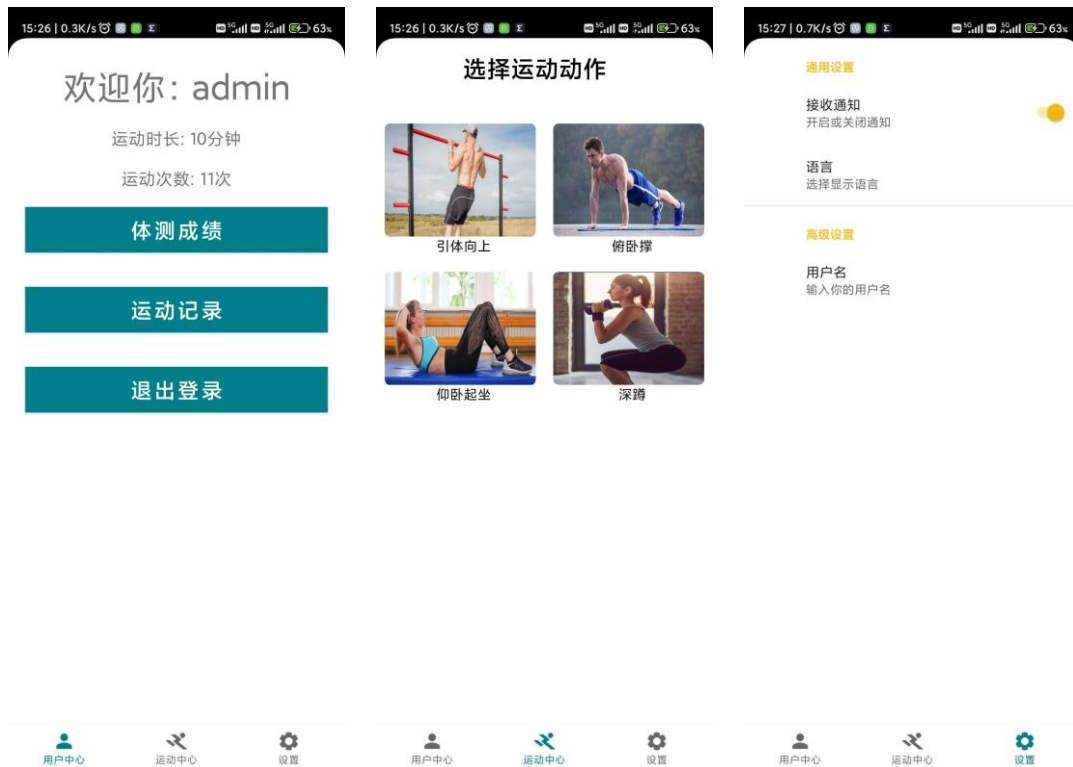 15:26 | 0.3K/s
63%
欢迎你: admin
运动时长: 10分钟
运动次数: 11次
体测成绩
运动记录
退出登录
用户中心
运动中心
设置
15:26 | 0.3K/s
63%
选择运动动作
引体向上
俯卧撑
仰卧起坐
深蹲
用户中心
运动中心
设置
15:27 | 0.7K/s
63%
通用设置
接收通知
开启或关闭通知
语言
选择显示语言
高级设置
用户名
输入你的用户名
用户中心
运动中心
设置